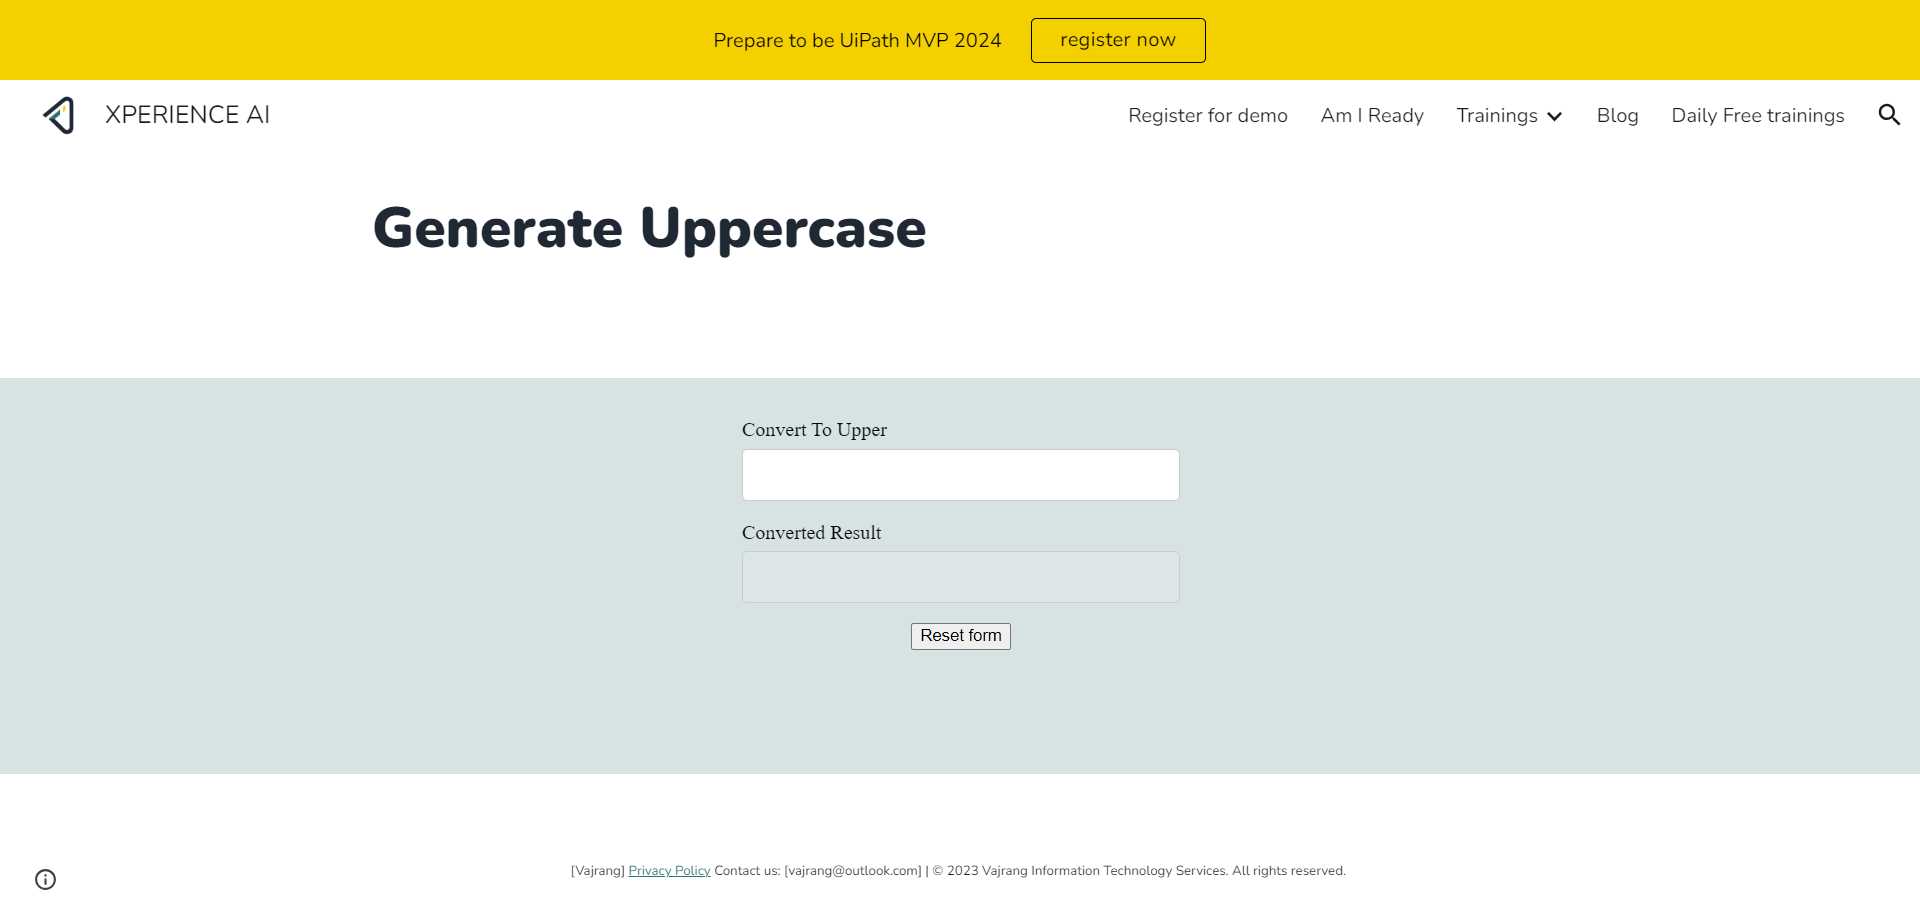 Prepare to be UiPath MVP 2024
register now
XPERIENCE AI
Register for demo
Am I Ready
Trainings
Blog
Daily Free trainings
Generate Uppercase
Convert To Upper
Converted Result
Reset form
[Vajrang] Privacy Policy Contact us: [vajrang@outlook.com] | © 2023 Vajrang Information Technology Services. All rights reserved.